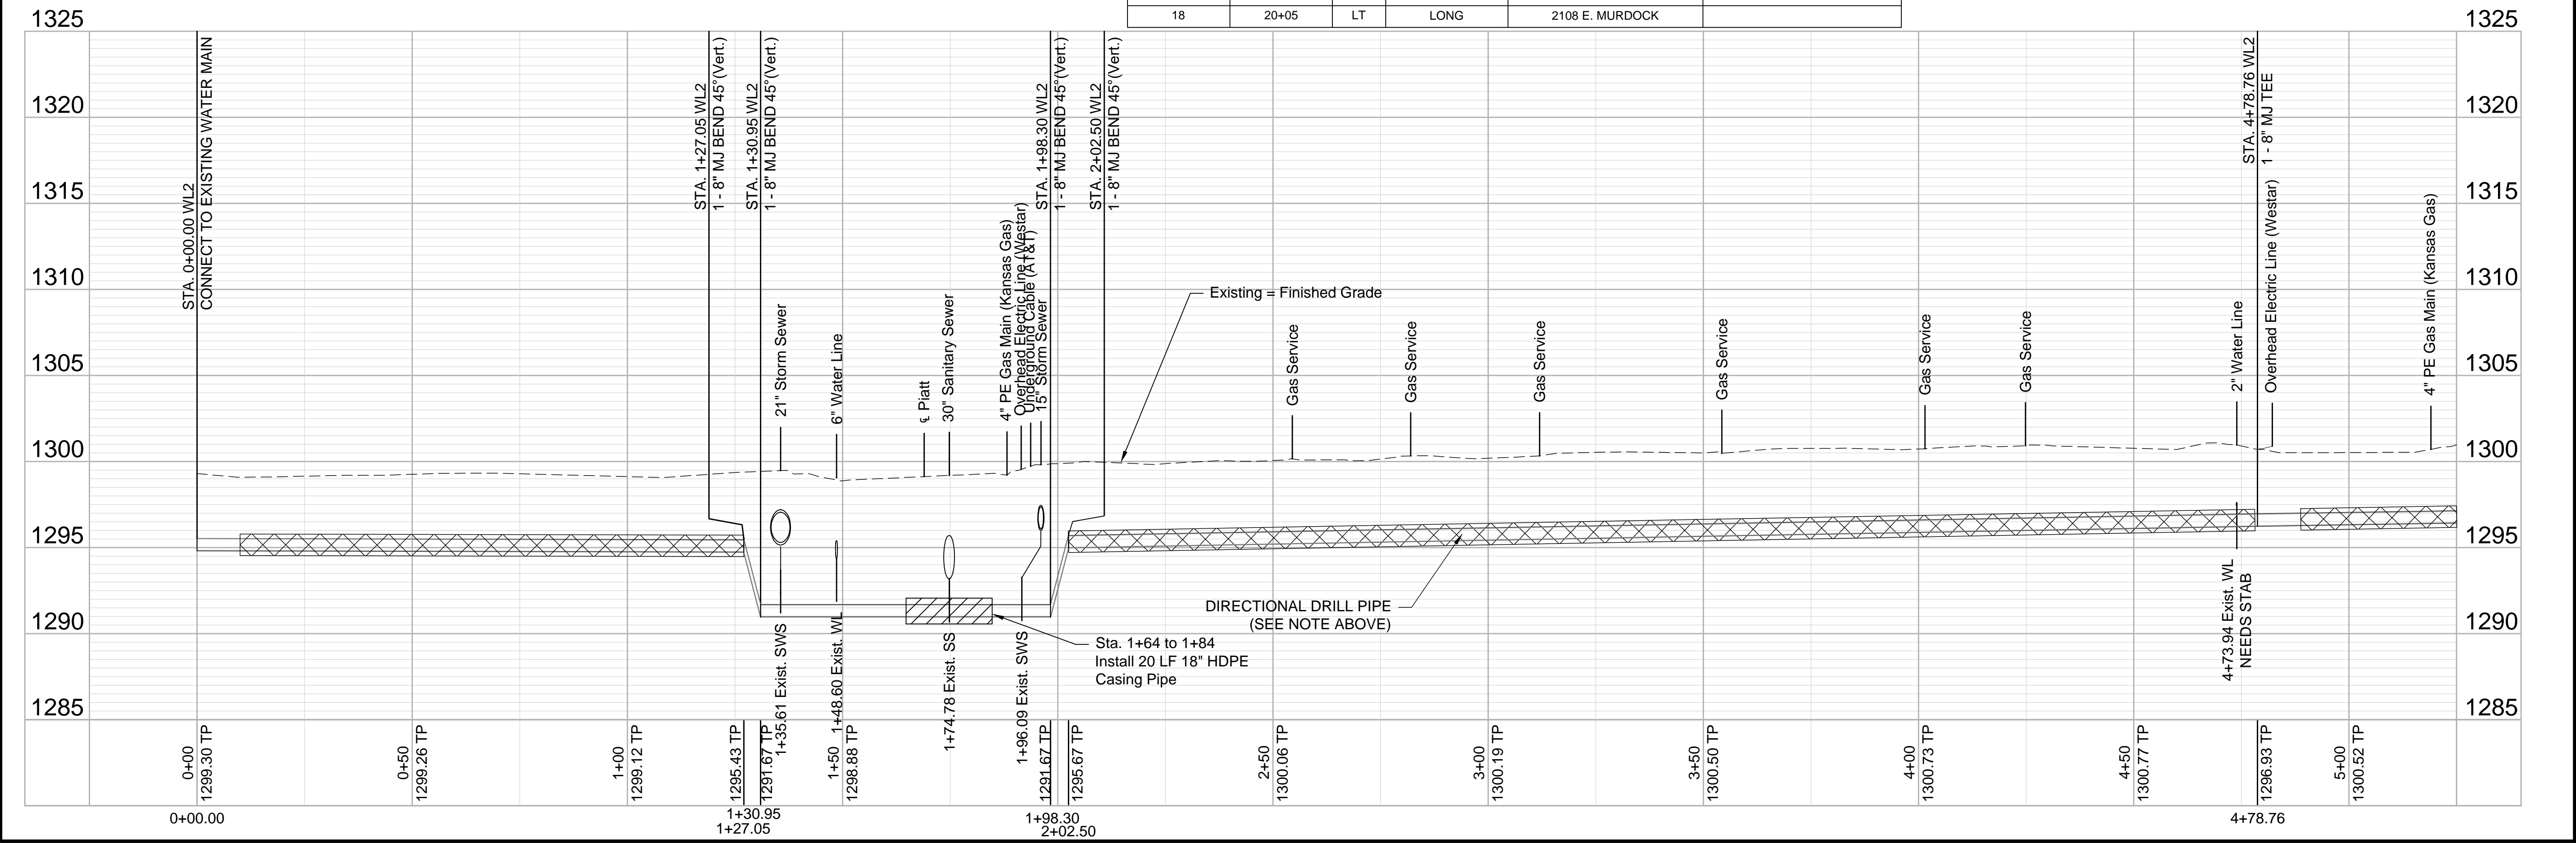 18 20+05 LT LONG 2108 E. MURDOCK
1325 1325
1320 1320
1315 1315
1310 1310
1305 1305
1300 1300
1295 1295
1290 1290
1285 1285
STA. 0+00.00 WL2
CONNECT TO EXISTING WATER MAIN
STA. 1+27.05 WL2
1 - 8" MJ BEND 45°(Vert.)
STA. 1+30.95 WL2
1 - 8" MJ BEND 45°(Vert.)
STA. 1+98.30 WL2
1 - 8" MJ BEND 45°(Vert.)
STA. 2+02.50 WL2
1 - 8" MJ BEND 45°(Vert.)
STA. 4+78.76 WL2
1 - 8" MJ TEE
21" Storm Sewer
6" Water Line
℄ Piatt
30" Sanitary Sewer
4" PE Gas Main (Kansas Gas)
Overhead Electric Line (Westar)
Underground Cable (AT&T)
15" Storm Sewer
Existing = Finished Grade
Gas Service
Gas Service
Gas Service
Gas Service
Gas Service
Gas Service
2" Water Line
Overhead Electric Line (Westar)
4" PE Gas Main (Kansas Gas)
DIRECTIONAL DRILL PIPE
(SEE NOTE ABOVE)
Sta. 1+64 to 1+84
Install 20 LF 18" HDPE
Casing Pipe
1+35.61 Exist. SWS
1+48.60 Exist. WL
1+74.78 Exist. SS
1+96.09 Exist. SWS
4+73.94 Exist. WL
NEEDS STAB
0+00
1299.30 TP
0+50
1299.26 TP
1+00
1299.12 TP
1295.43 TP
1291.67 TP
1+50
1298.88 TP
1291.67 TP
1295.67 TP
2+50
1300.06 TP
3+00
1300.19 TP
3+50
1300.50 TP
4+00
1300.73 TP
4+50
1300.77 TP
1296.93 TP
5+00
1300.52 TP
0+00.00
1+30.95
1+27.05
1+98.30
2+02.50
4+78.76